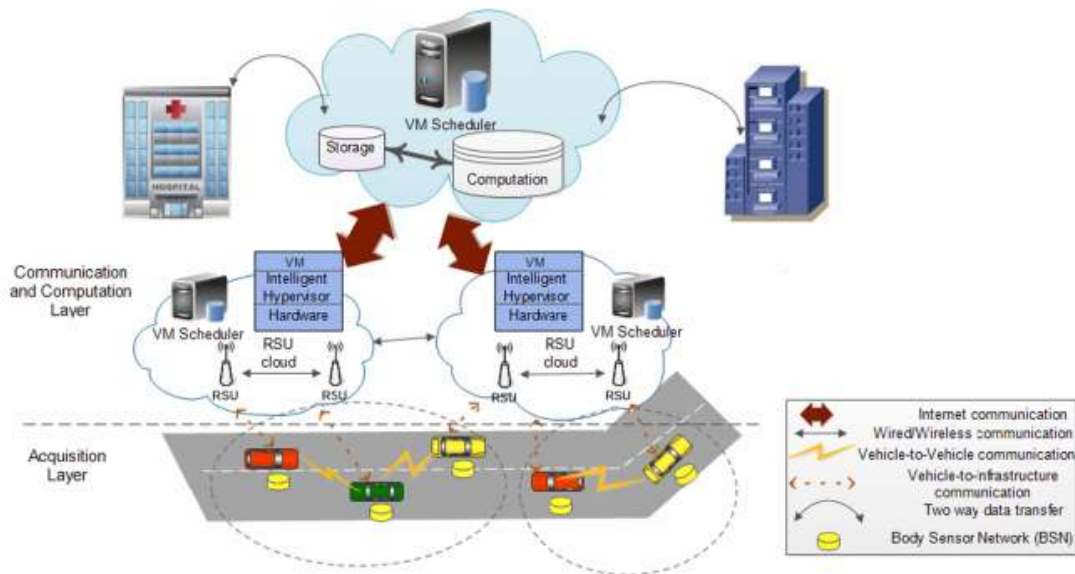 VM Scheduler
Storage
Computation
HOSPITAL
Communication
and Computation
Layer
VM
Intelligent
Hypervisor
Hardware
VM Scheduler
RSU
cloud
RSU
RSU
VM
Intelligent
Hypervisor
Hardware
VM Scheduler
RSU
cloud
RSU
RSU
Acquisition
Layer
Internet communication
Wired/Wireless communication
Vehicle-to-Vehicle communication
Vehicle-to-infrastructure
communication
Two way data transfer
Body Sensor Network (BSN)